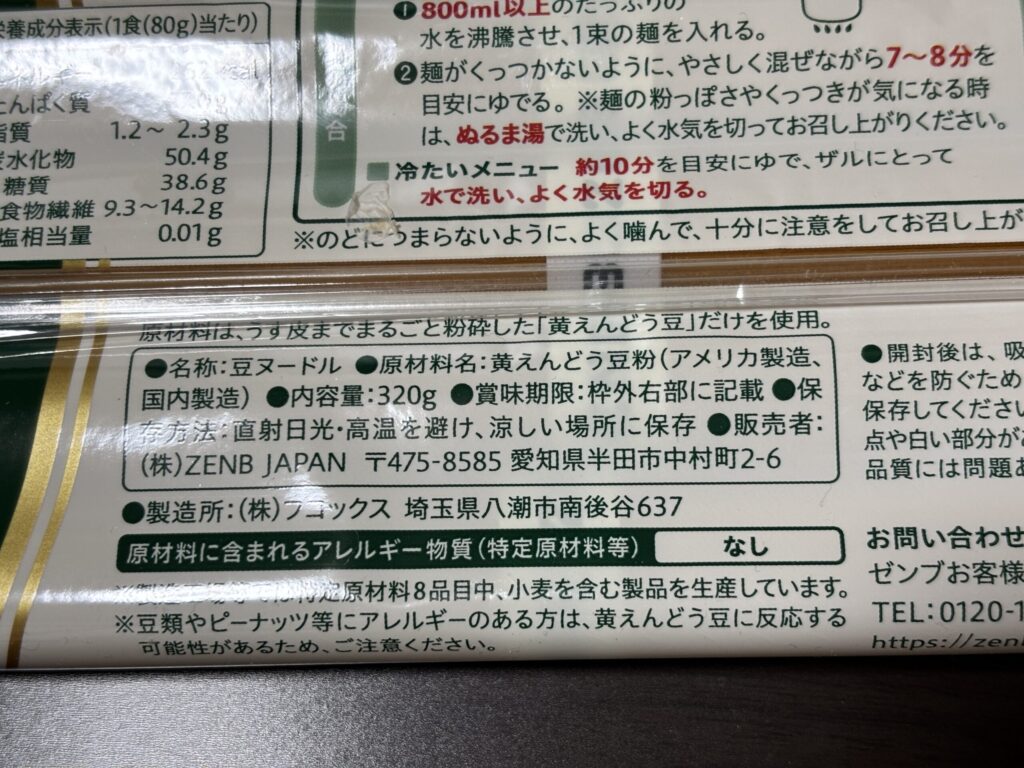 栄養成分表示(1食(80g)当たり)
たんぱく質
脂質 1.2～ 2.3g
炭水化物 50.4g
糖質 38.6g
食物繊維 9.3～14.2g
塩相当量 0.01g
合
❶800ml以上のたっぷりの
水を沸騰させ、1束の麺を入れる。
❷麺がくっつかないように、やさしく混ぜながら7～8分を
目安にゆでる。※麺の粉っぽさやくっつきが気になる時
は、ぬるま湯で洗い、よく水気を切ってお召し上がりください。
■冷たいメニュー 約10分を目安にゆで、ザルにとって
水で洗い、よく水気を切る。
※のどにつまらないように、よく噛んで、十分に注意をしてお召し上が
原材料は、うす皮までまるごと粉砕した「黄えんどう豆」だけを使用。
●名称:豆ヌードル ●原材料名:黄えんどう豆粉(アメリカ製造、
国内製造) ●内容量:320g ●賞味期限:枠外右部に記載 ●保
存方法:直射日光・高温を避け、涼しい場所に保存 ●販売者:
(株)ZENB JAPAN 〒475-8585 愛知県半田市中村町2-6
●製造所:(株)フコックス 埼玉県八潮市南後谷637
原材料に含まれるアレルギー物質(特定原材料等) なし
※製造 では特定原材料8品目中、小麦を含む製品を生産しています。
※豆類やピーナッツ等にアレルギーのある方は、黄えんどう豆に反応する
可能性があるため、ご注意ください。
●開封後は、吸
などを防ぐため
保存してください
点や白い部分が
品質には問題あ
お問い合わせ
ゼンブお客様
TEL:0120-1
https://zen